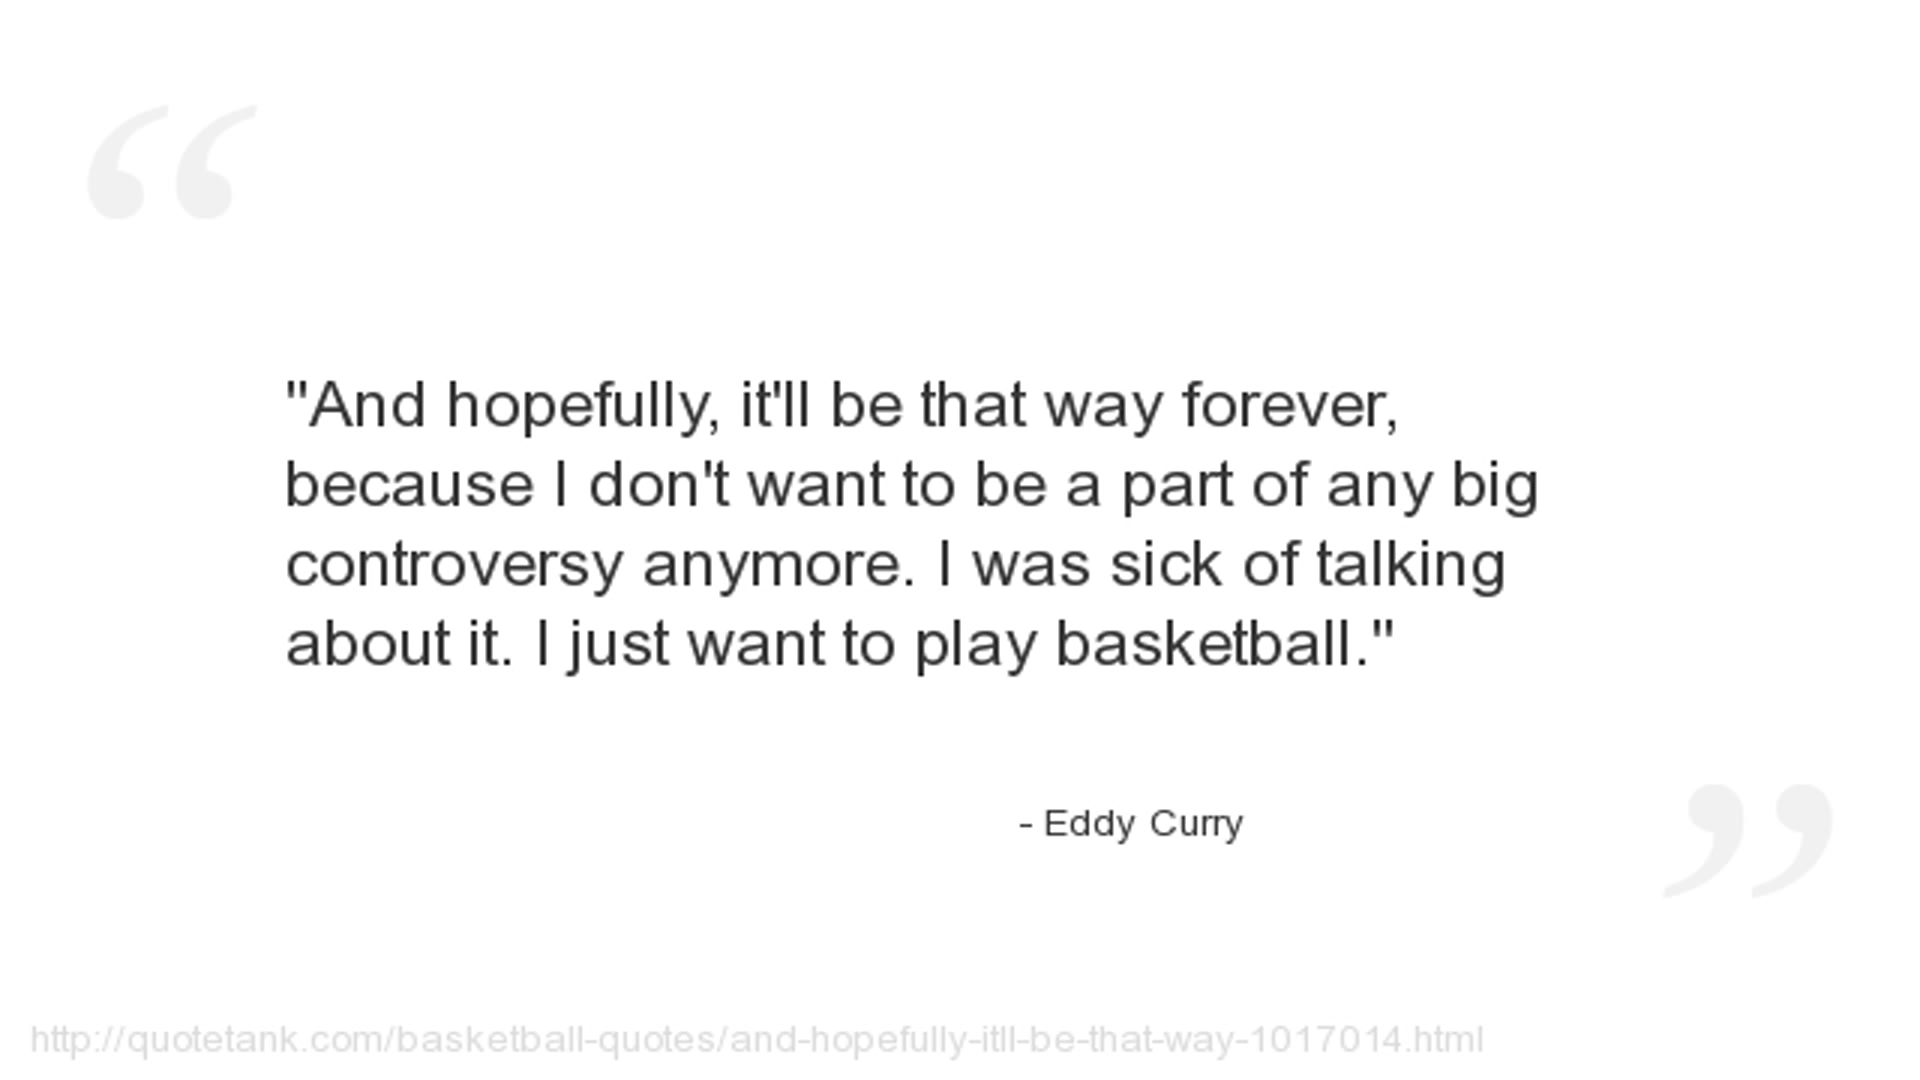 "And hopefully, it'll be that way forever,
because I don't want to be a part of any big
controversy anymore. I was sick of talking
about it. I just want to play basketball."
- Eddy Curry
http://quotetank.com/basketball-quotes/and-hopefully-itll-be-that-way-1017014.html